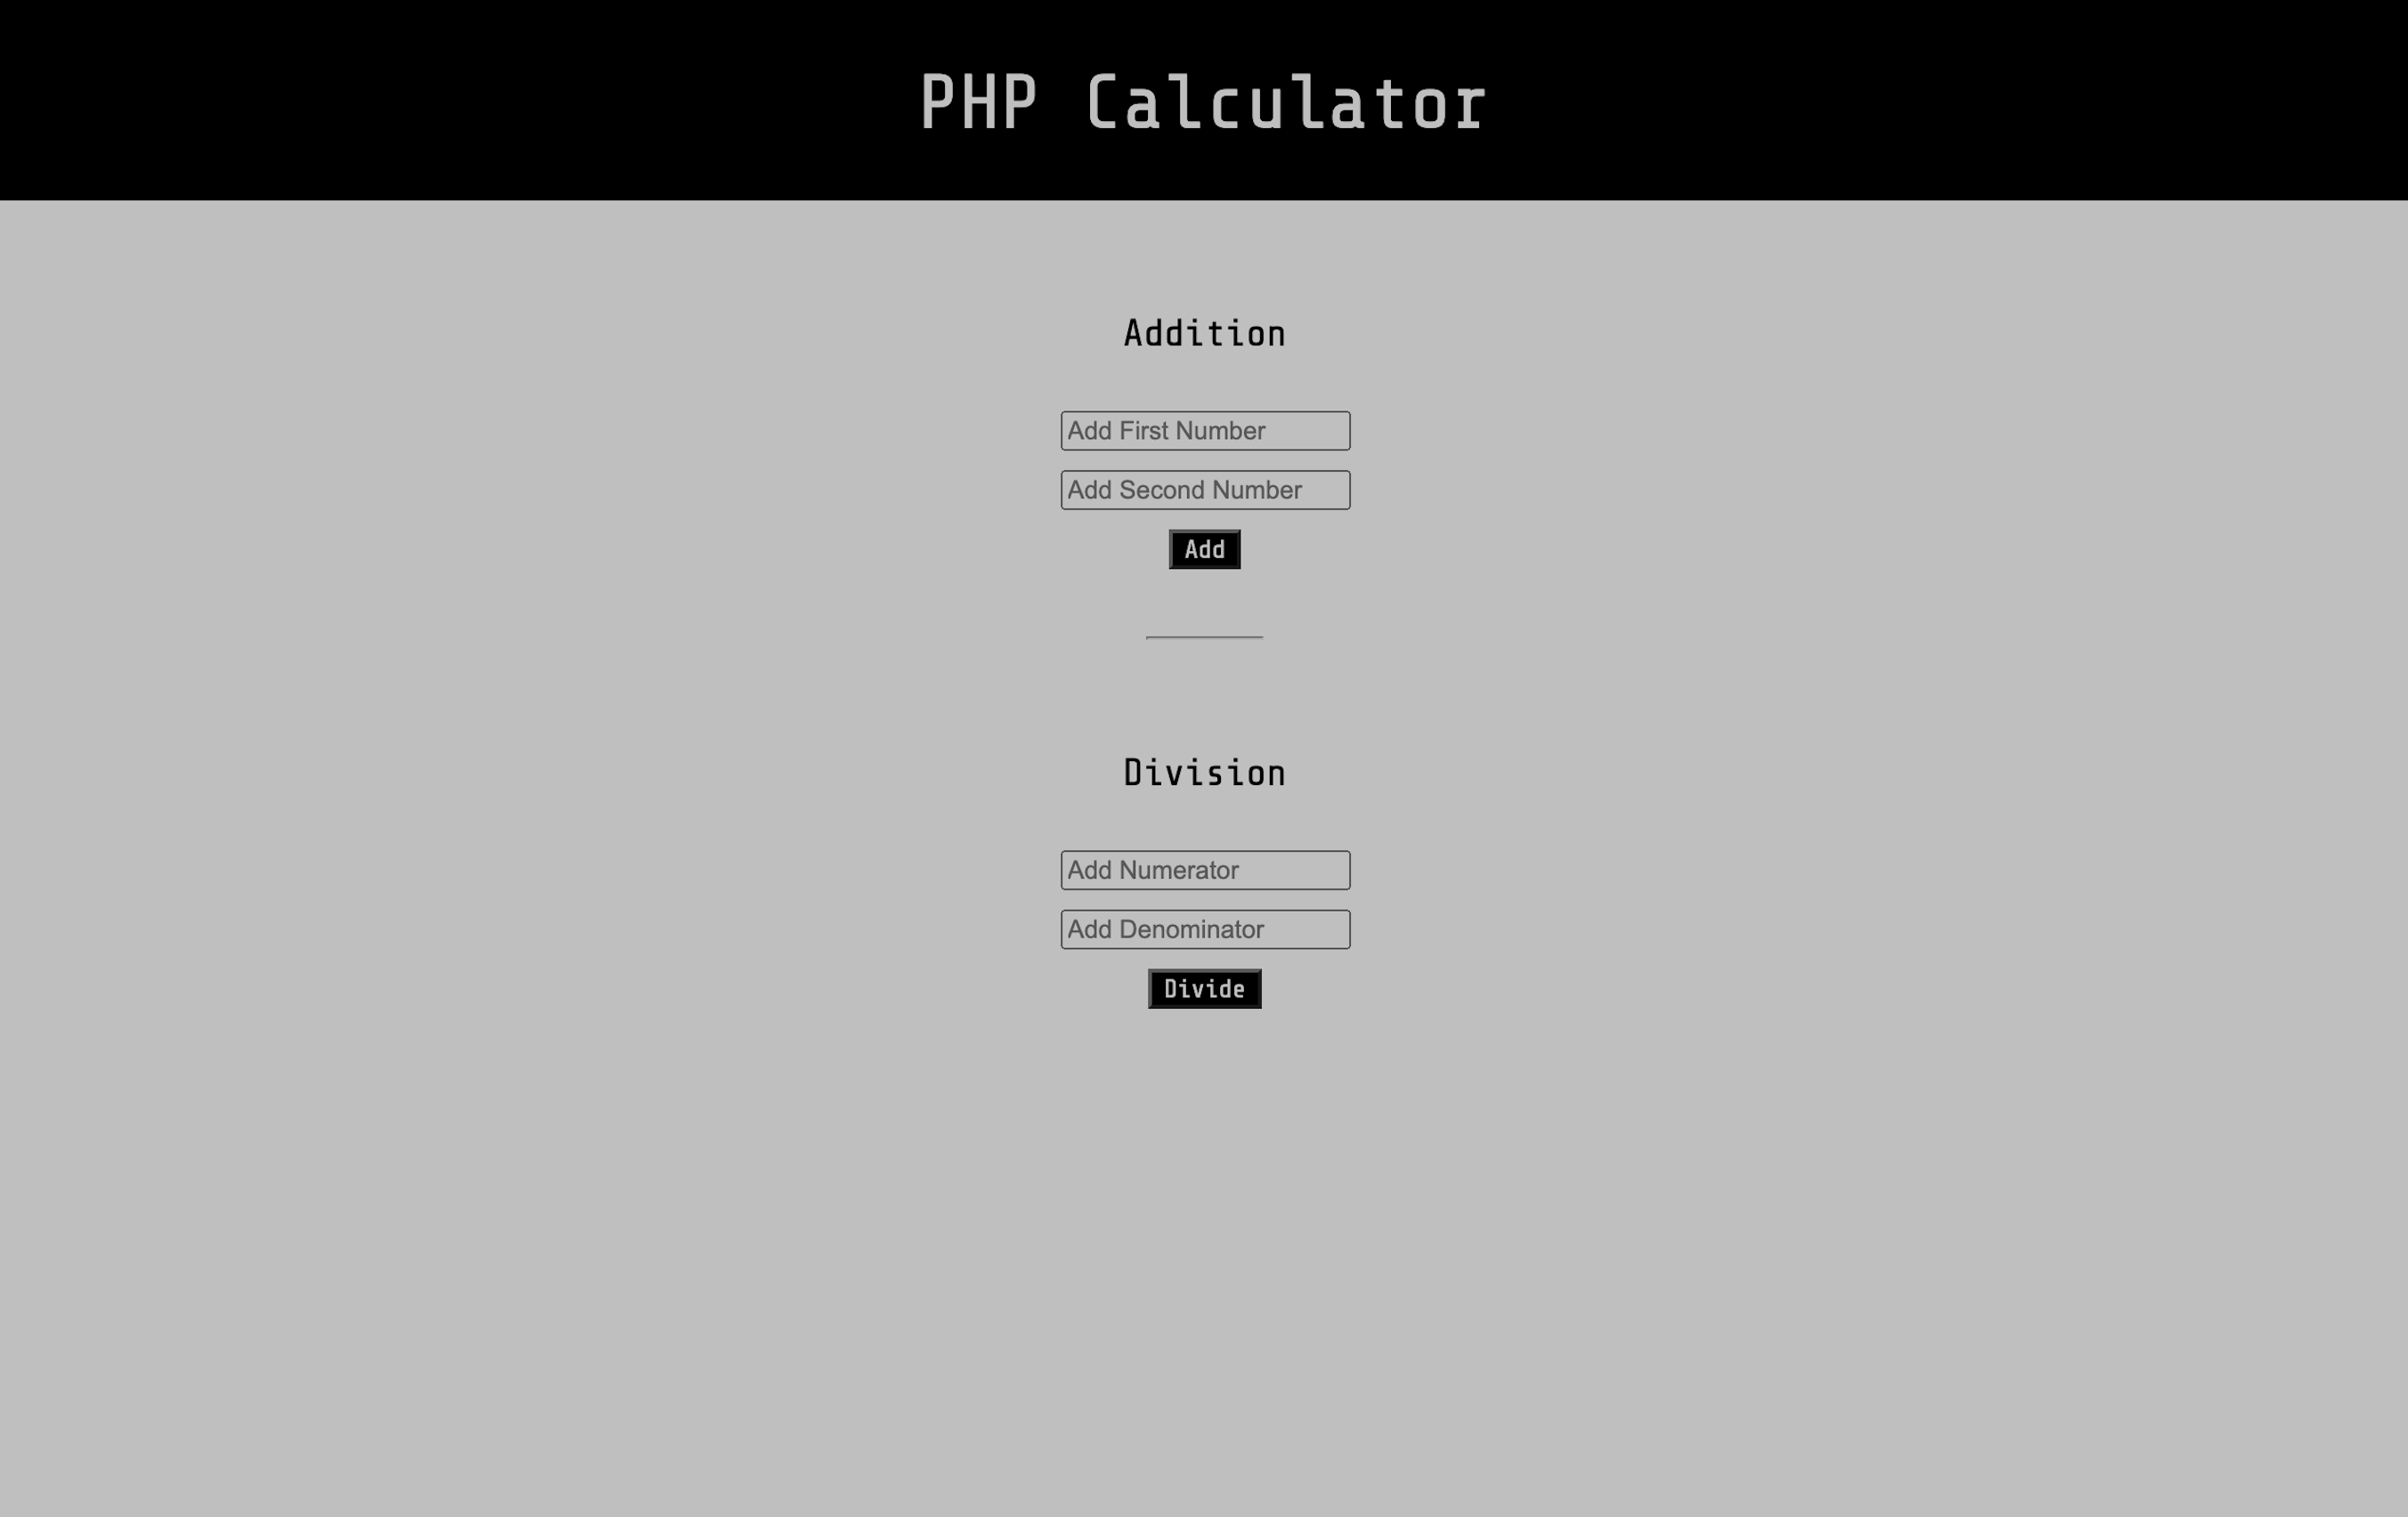 PHP Calculator
Addition
Add First Number
Add Second Number
Add
Division
Add Numerator
Add Denominator
Divide